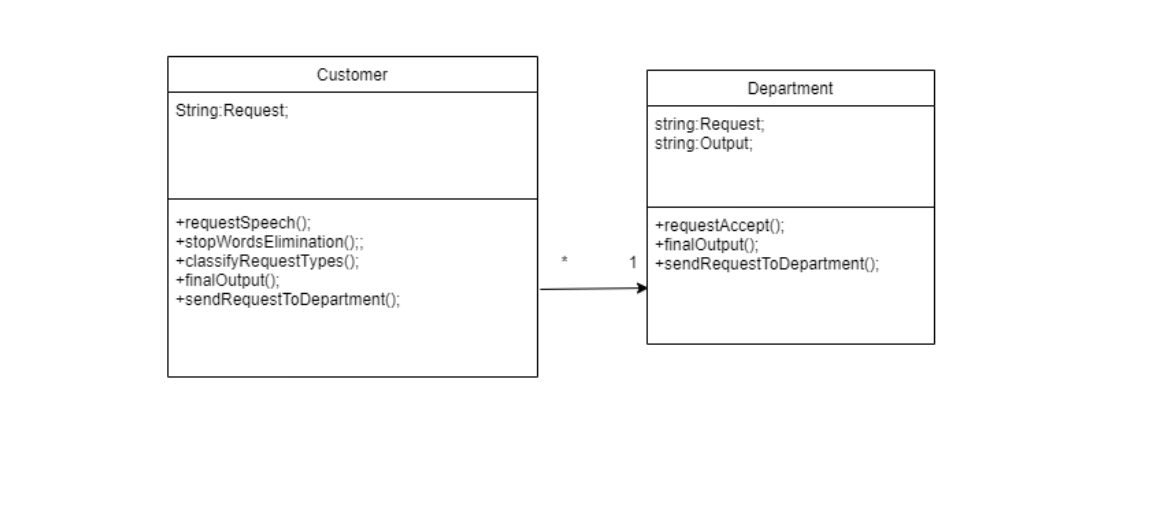 Customer
String:Request;
+requestSpeech();
+stopWordsElimination();;
+classifyRequestTypes();
+finalOutput();
+sendRequestToDepartment();
* 1
Department
string:Request;
string:Output;
+requestAccept();
+finalOutput();
+sendRequestToDepartment();